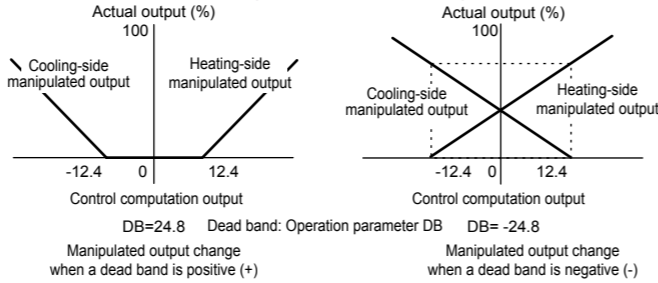 Actual output (%)
100
Cooling-side
manipulated output
Heating-side
manipulated output
-12.4 0 12.4
Control computation output
Actual output (%)
100
Cooling-side
manipulated output
Heating-side
manipulated output
-12.4 0 12.4
Control computation output
DB=24.8 Dead band: Operation parameter DB DB= -24.8
Manipulated output change
when a dead band is positive (+)
Manipulated output change
when a dead band is negative (-)